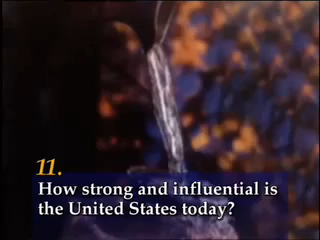 11.
How strong and influential is
the United States today?